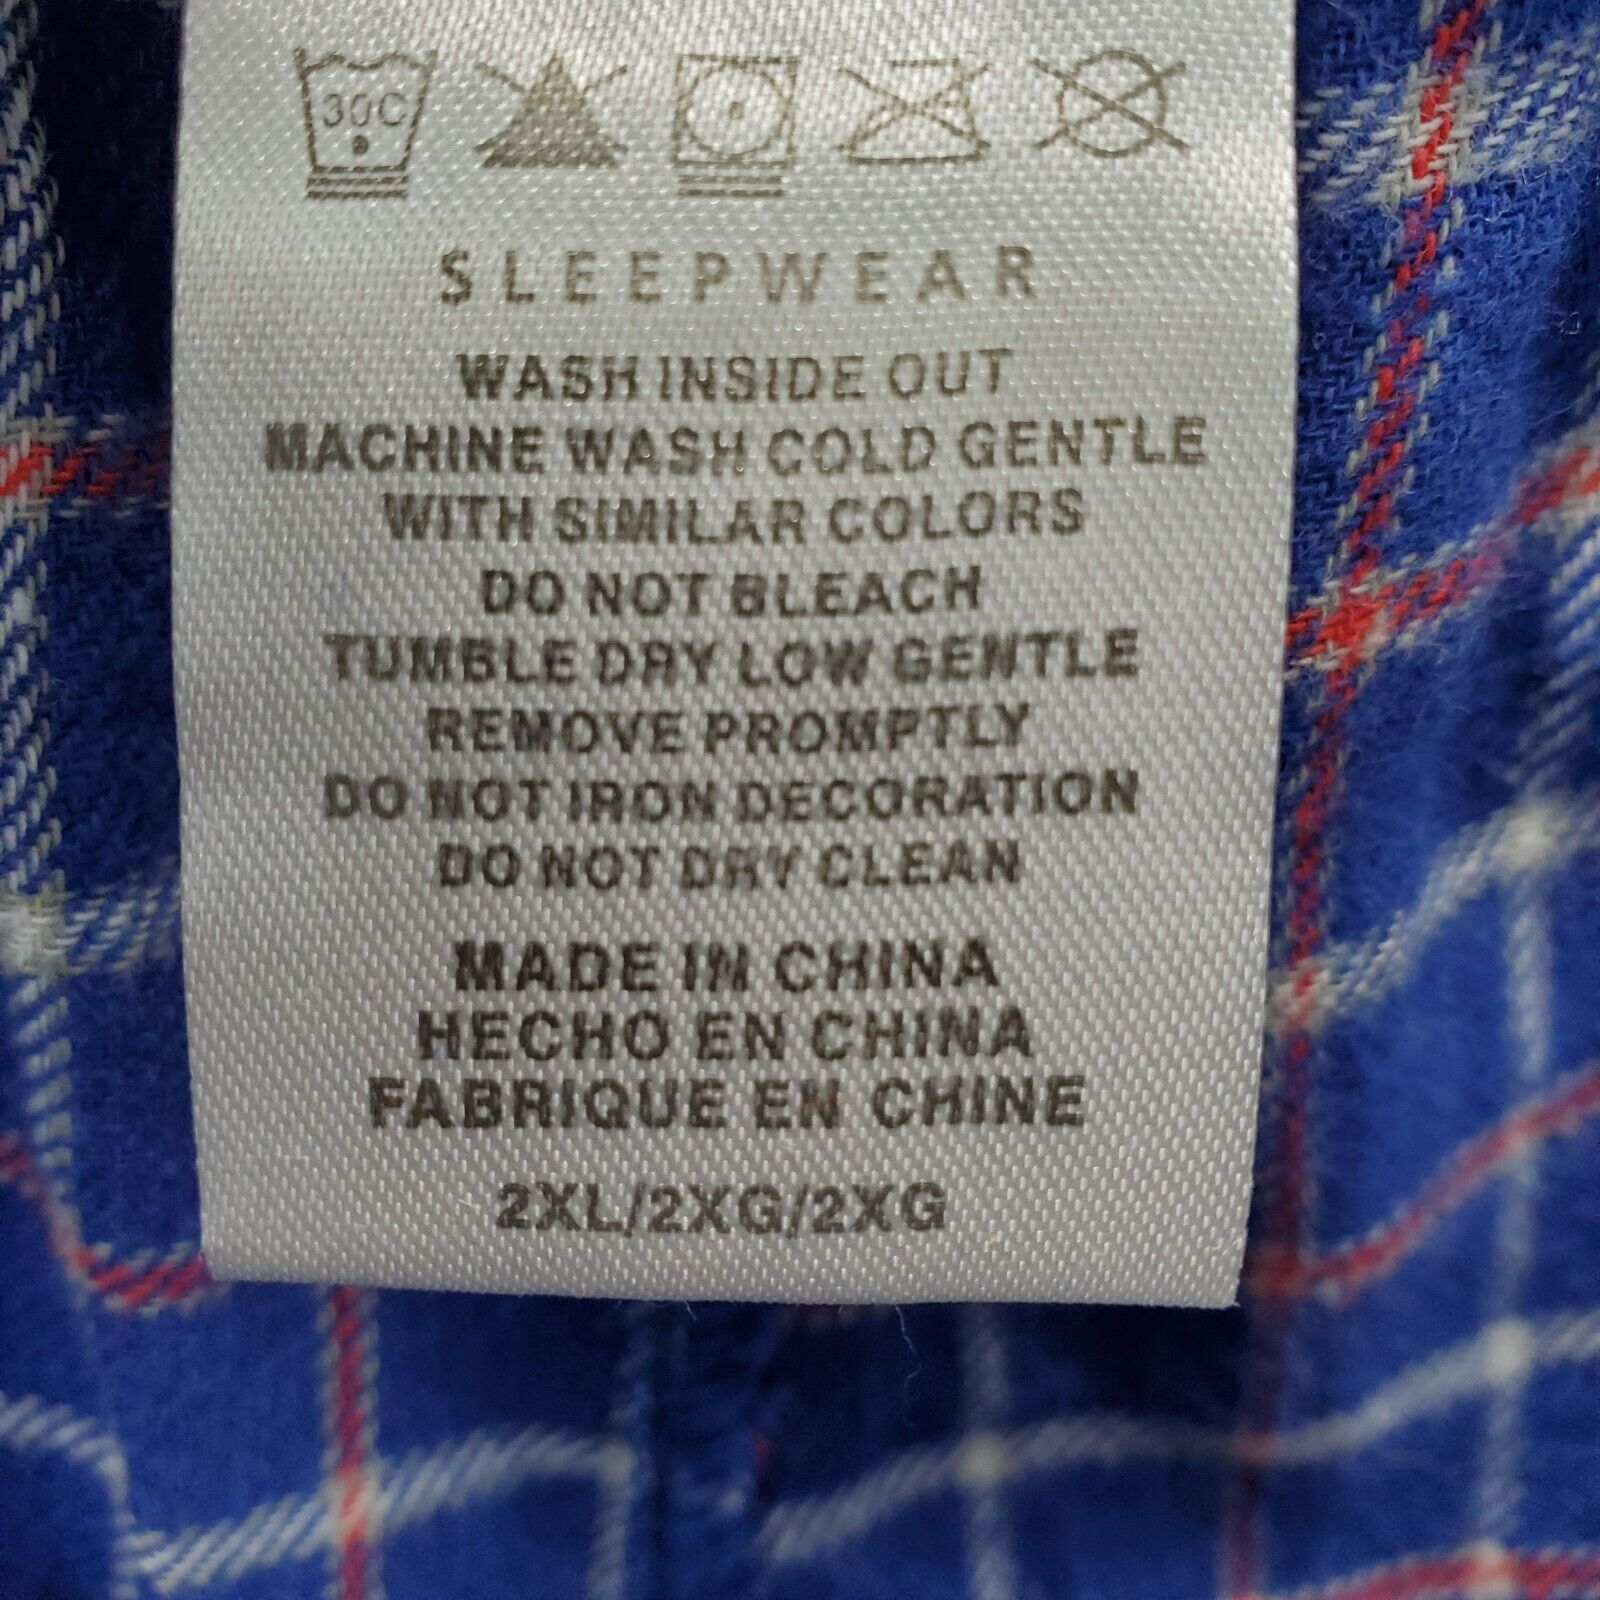 30C
SLEEPWEAR
WASH INSIDE OUT
MACHINE WASH COLD GENTLE
WITH SIMILAR COLORS
DO NOT BLEACH
TUMBLE DRY LOW GENTLE
REMOVE PROMPTLY
DO NOT IRON DECORATION
DO NOT DRY CLEAN
MADE IN CHINA
HECHO EN CHINA
FABRIQUE EN CHINE
2XL/2XG/2XG